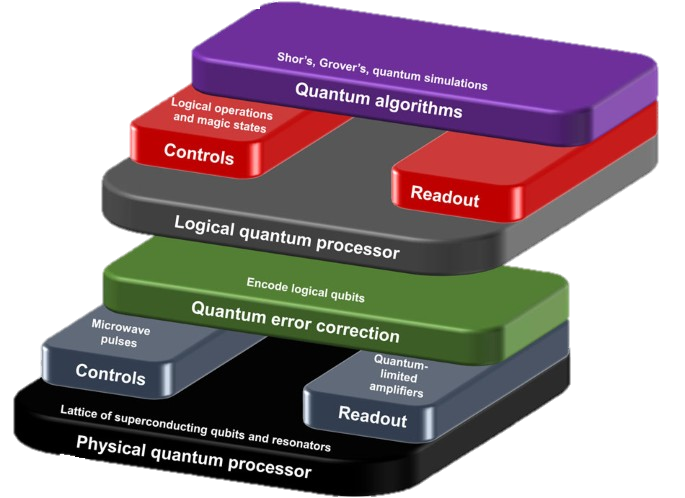 Shor's, Grover's, quantum simulations
Quantum algorithms
Logical operations
and magic states
Controls
Readout
Logical quantum processor
Encode logical qubits
Quantum error correction
Microwave
pulses
Controls
Quantum-
limited
amplifiers
Readout
Lattice of superconducting qubits and resonators
Physical quantum processor